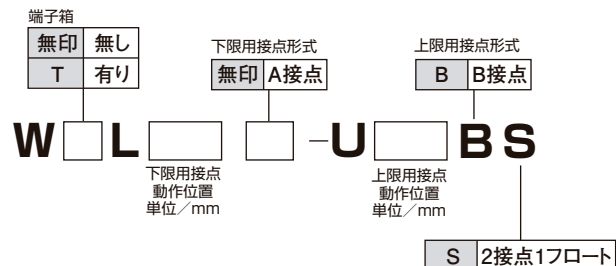 端子箱
無印 無し
T 有り
下限用接点形式
無印 A接点
上限用接点形式
B B接点
W□L□ □ −U□BS
下限用接点
動作位置
単位／mm
上限用接点
動作位置
単位／mm
S 2接点1フロート